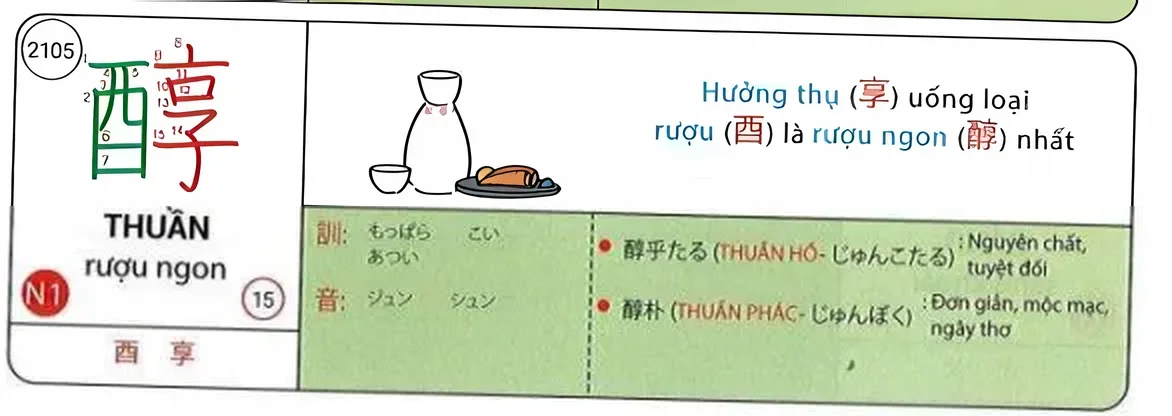 2105
醇
THUẦN
rượu ngon
N1
15
酉 享
Hưởng thụ (享) uống loại
rượu (酉) là rượu ngon (醇) nhất
訓: もっぱら こい
あつい
音: ジュン シュン
醇乎たる (THUẦN HỒ- じゅんこたる) : Nguyên chất,
tuyệt đối
醇朴 (THUẦN PHÁC- じゅんぼく) : Đơn giản, mộc mạc,
ngây thơ